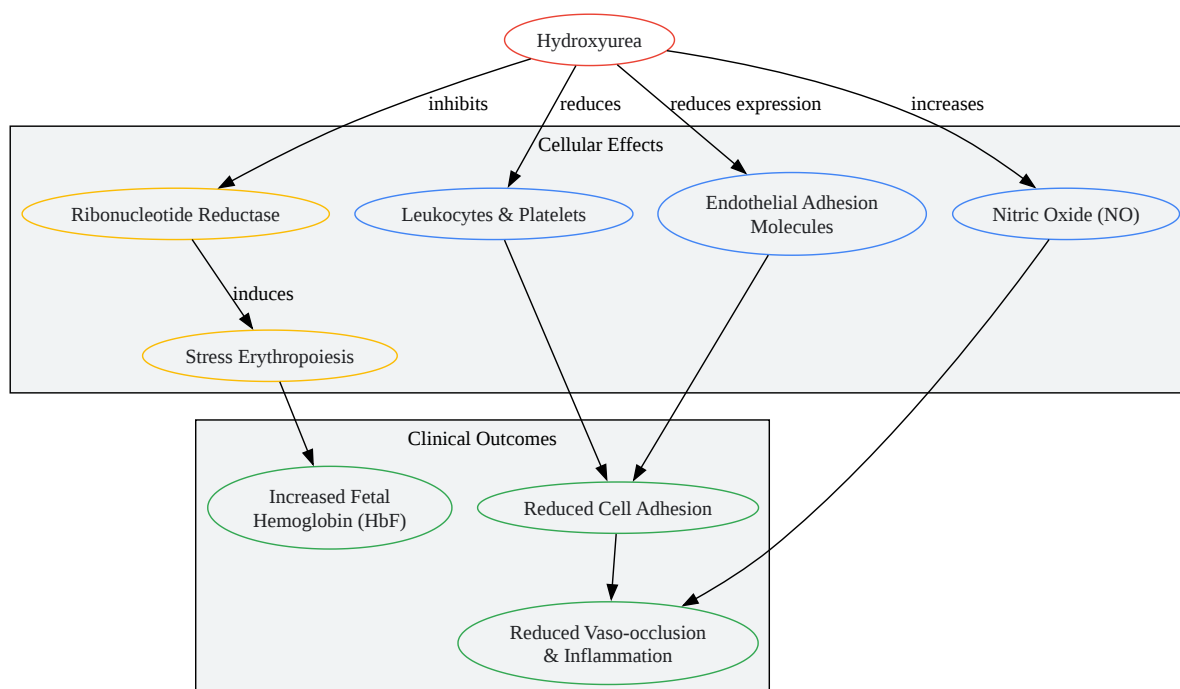 Hydroxyurea
inhibits
reduces
reduces expression
increases
Cellular Effects
Ribonucleotide Reductase
Leukocytes & Platelets
Endothelial Adhesion
Molecules
Nitric Oxide (NO)
induces
Stress Erythropoiesis
Clinical Outcomes
Increased Fetal
Hemoglobin (HbF)
Reduced Cell Adhesion
Reduced Vaso-occlusion
& Inflammation